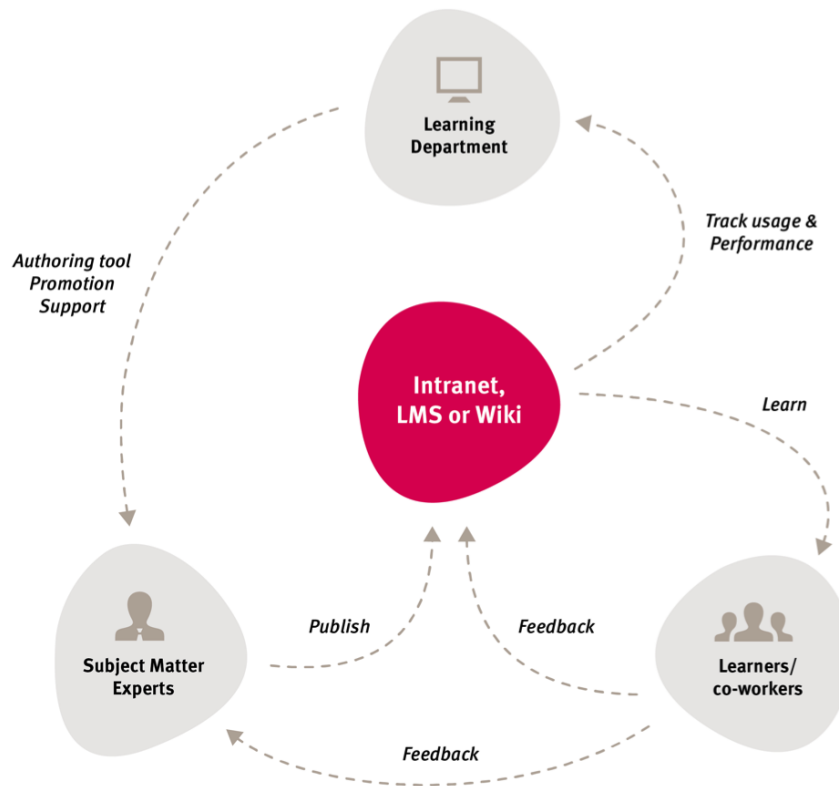 Learning
Department
Track usage &
Performance
Authoring tool
Promotion
Support
Intranet,
LMS or Wiki
Learn
Publish
Feedback
Subject Matter
Experts
Learners/
co-workers
Feedback